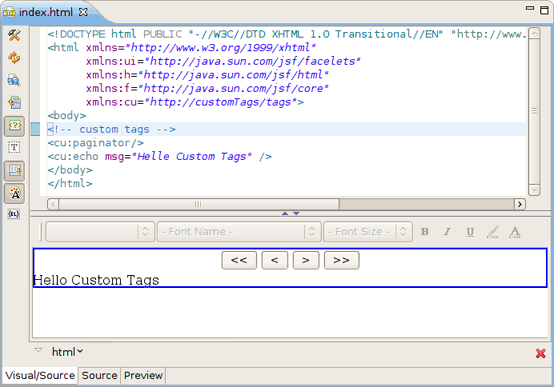 index.html
<!DOCTYPE html PUBLIC "-//W3C//DTD XHTML 1.0 Transitional//EN" "http://www.
<html xmlns="http://www.w3.org/1999/xhtml"
xmlns:ui="http://java.sun.com/jsf/facelets"
xmlns:h="http://java.sun.com/jsf/html"
xmlns:f="http://java.sun.com/jsf/core"
xmlns:cu="http://customTags/tags">
<body>
<!-- custom tags -->
<cu:paginator/>
<cu:echo msg="Helle Custom Tags" />
</body>
</html>
- Font Name - - Font Size - B I U A
<< < > >>
Hello Custom Tags
html
Visual/Source Source Preview